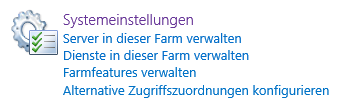 Systemeinstellungen
Server in dieser Farm verwalten
Dienste in dieser Farm verwalten
Farmfeatures verwalten
Alternative Zugriffszuordnungen konfigurieren